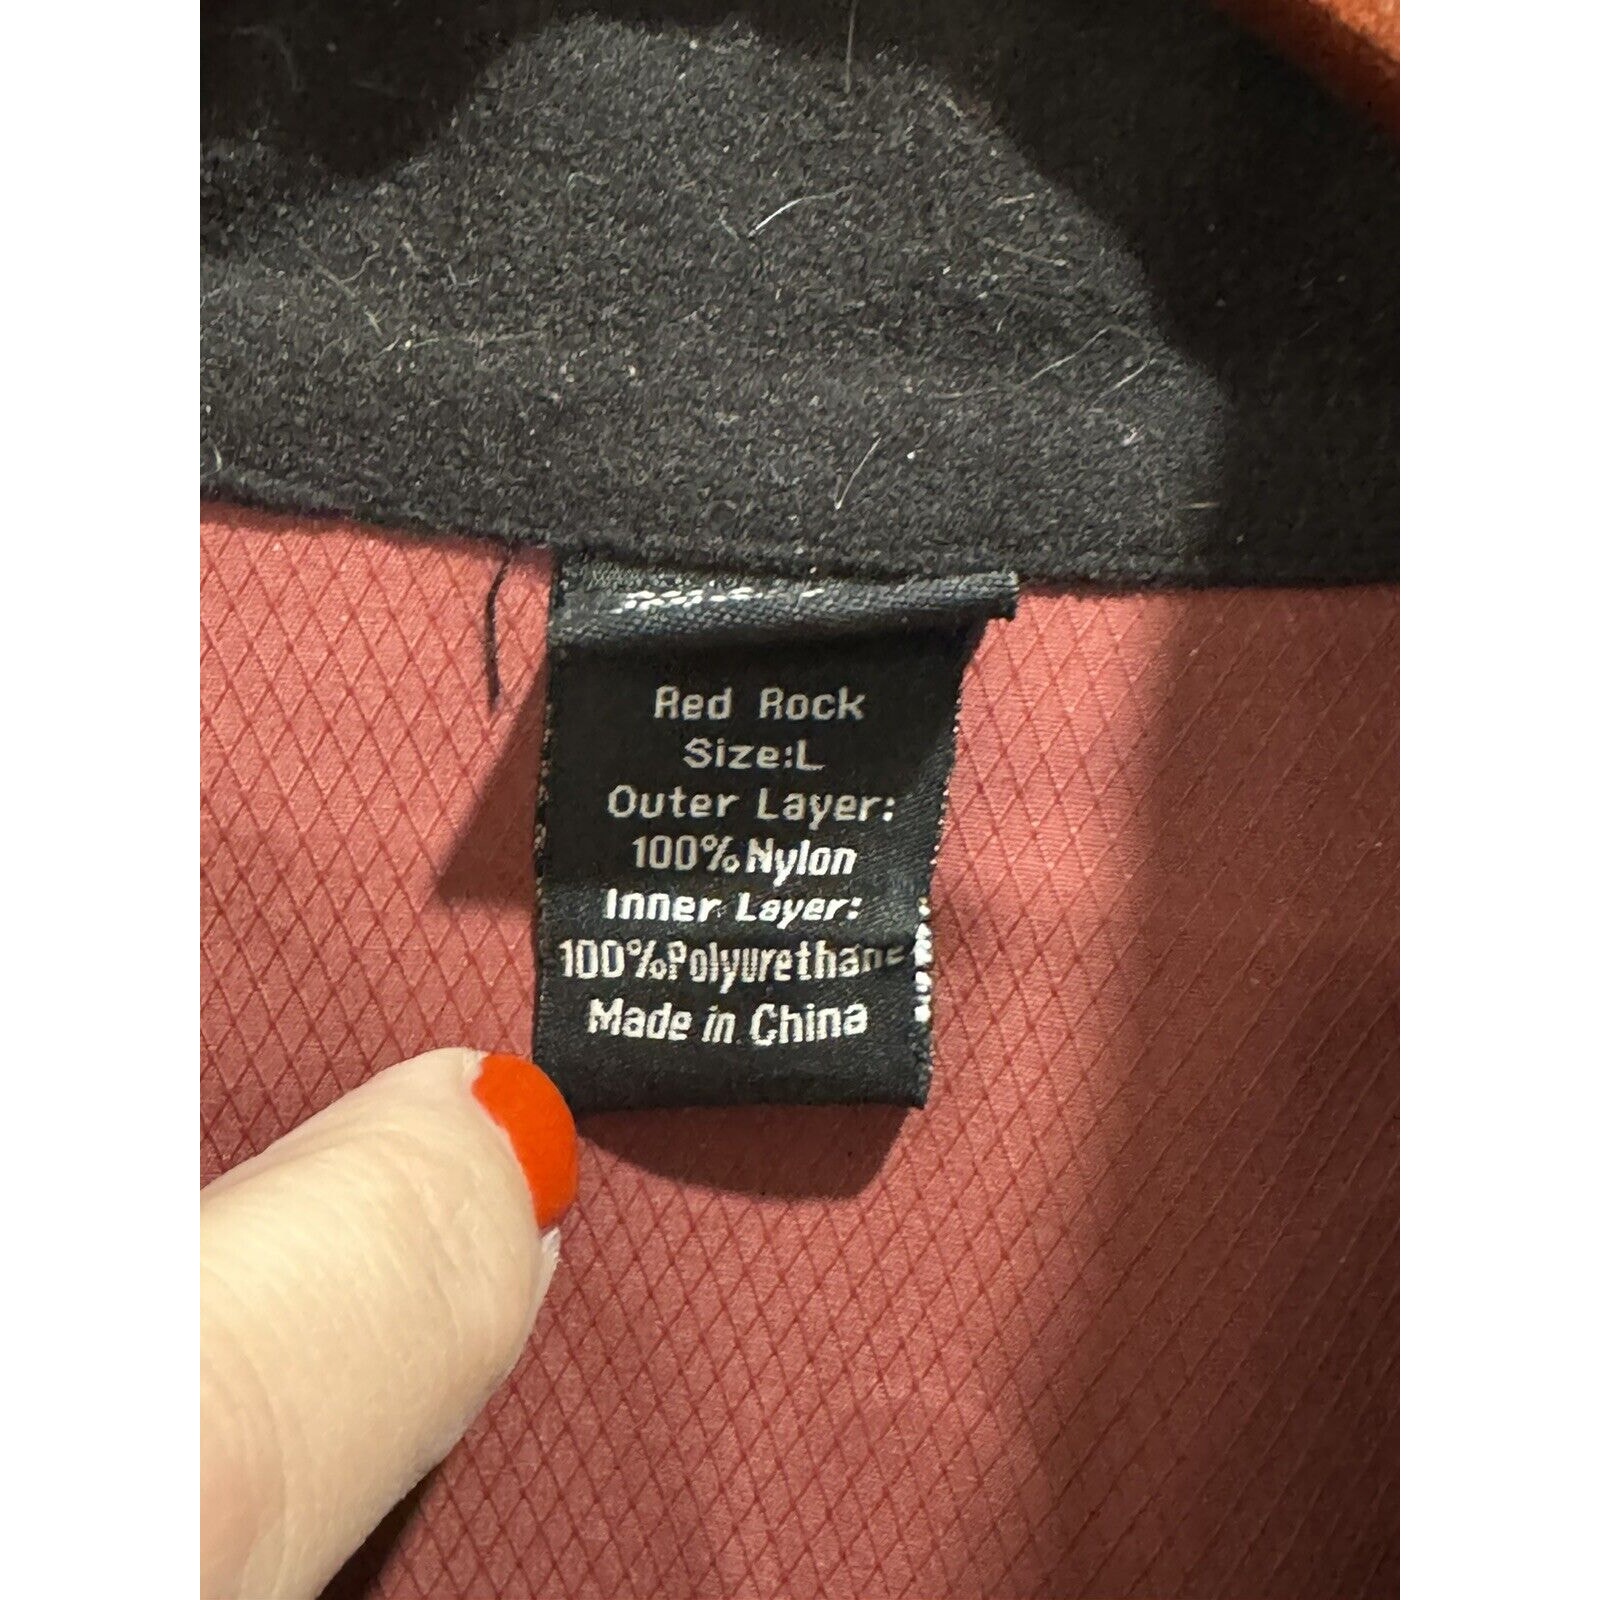 Red Rock
Size:L
Outer Layer:
100%Nylon
Inner Layer:
100%Polyurethane
Made in China